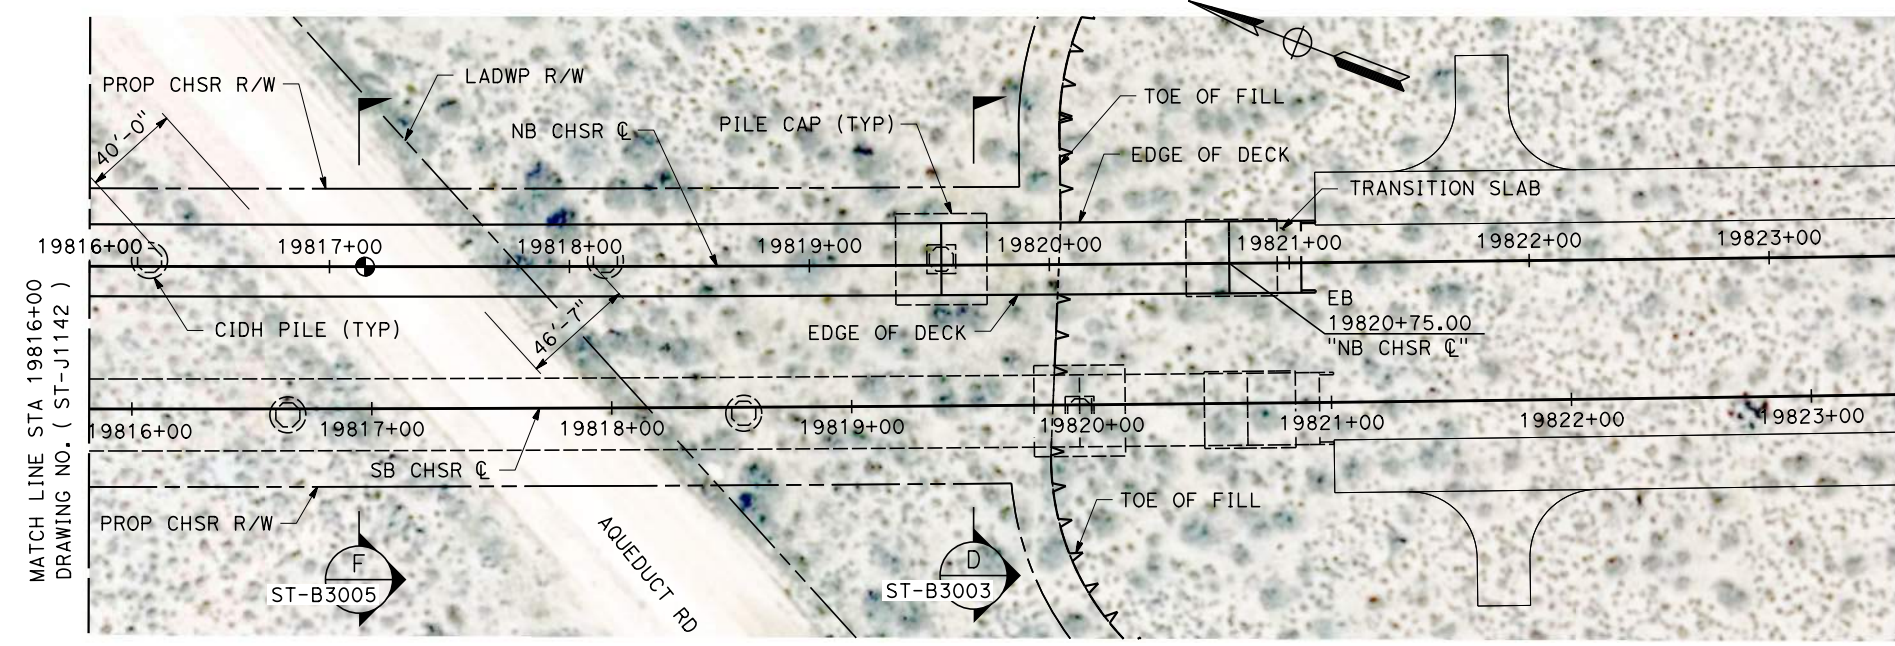 PROP CHSR R/W
LADWP R/W
40'-0"
NB CHSR ℄
PILE CAP (TYP)
TOE OF FILL
EDGE OF DECK
TRANSITION SLAB
19816+00
19817+00
19818+00
19819+00
19820+00
19821+00
19822+00
19823+00
CIDH PILE (TYP)
46'-7"
EDGE OF DECK
EB
19820+75.00
"NB CHSR ℄"
MATCH LINE STA 19816+00
DRAWING NO. ( ST-J1142 )
19816+00
19817+00
19818+00
19819+00
19820+00
19821+00
19822+00
19823+00
SB CHSR ℄
PROP CHSR R/W
TOE OF FILL
AQUEDUCT RD
F
ST-B3005
D
ST-B3003